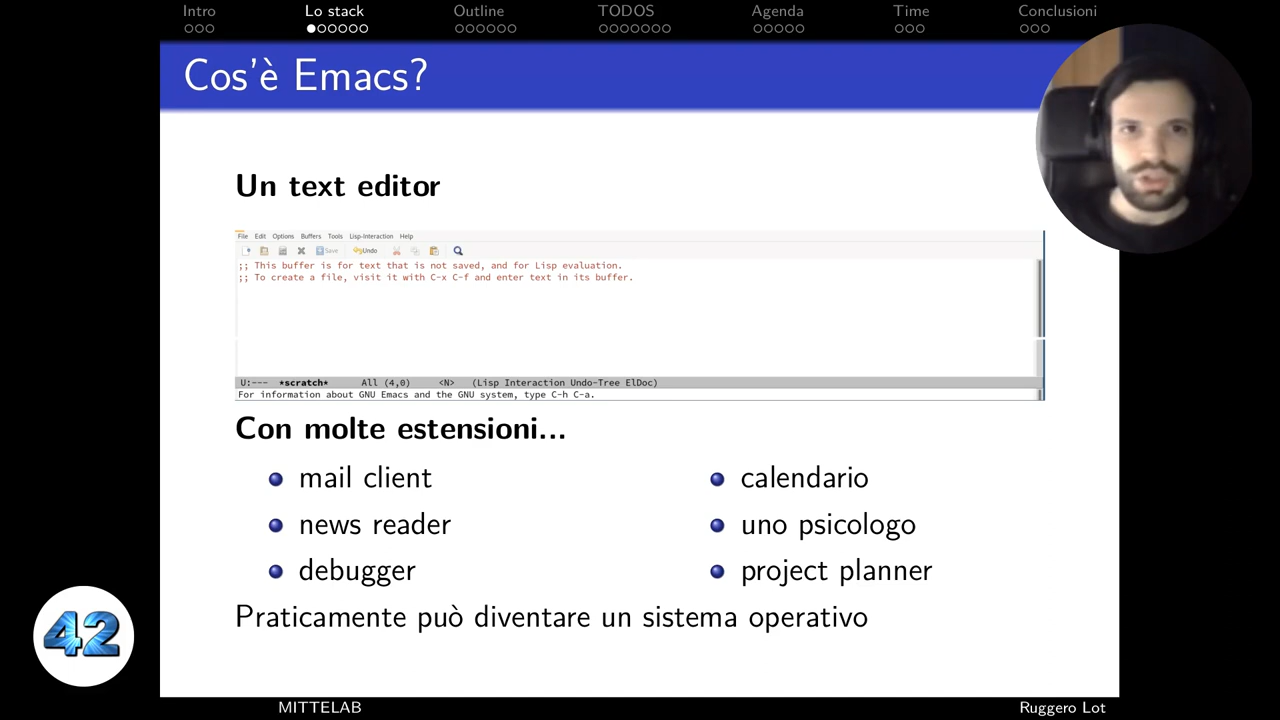 Intro Lo stack Outline TODOS Agenda Time Conclusioni
Cos'è Emacs?
Un text editor
File Edit Options Buffers Tools Lisp-Interaction Help
Save Undo
;; This buffer is for text that is not saved, and for Lisp evaluation.
;; To create a file, visit it with C-x C-f and enter text in its buffer.
U:--- *scratch* All (4,0) <N> (Lisp Interaction Undo-Tree ElDoc)
For information about GNU Emacs and the GNU system, type C-h C-a.
Con molte estensioni...
mail client
news reader
debugger
calendario
uno psicologo
project planner
Praticamente può diventare un sistema operativo
42
MITTELAB Ruggero Lot